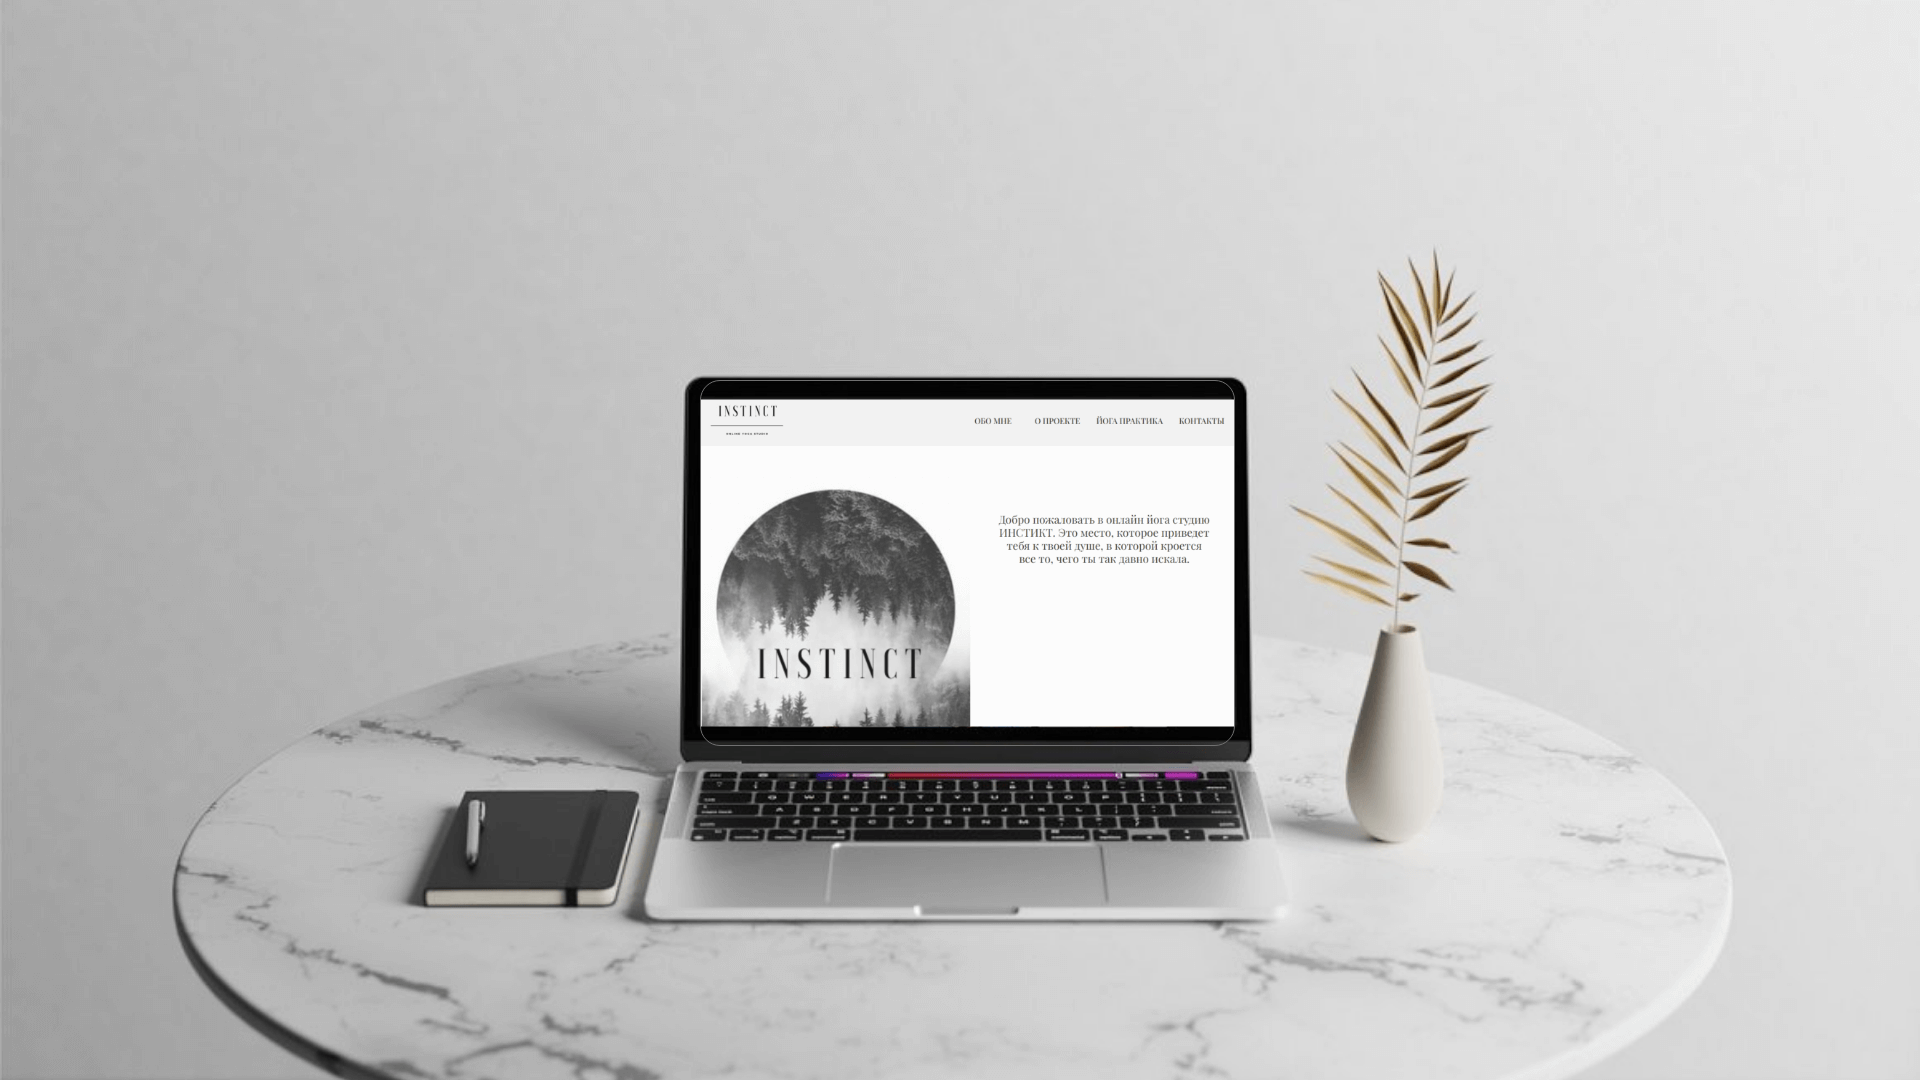 INSTINCT
ONLINE YOGA STUDIO
ОБО МНЕ
О ПРОЕКТЕ
ЙОГА ПРАКТИКА
КОНТАКТЫ
Добро пожаловать в онлайн йога студию
ИНСТИКТ. Это место, которое приведет
тебя к твоей душе, в которой кроется
все то, чего ты так давно искала.
INSTINCT